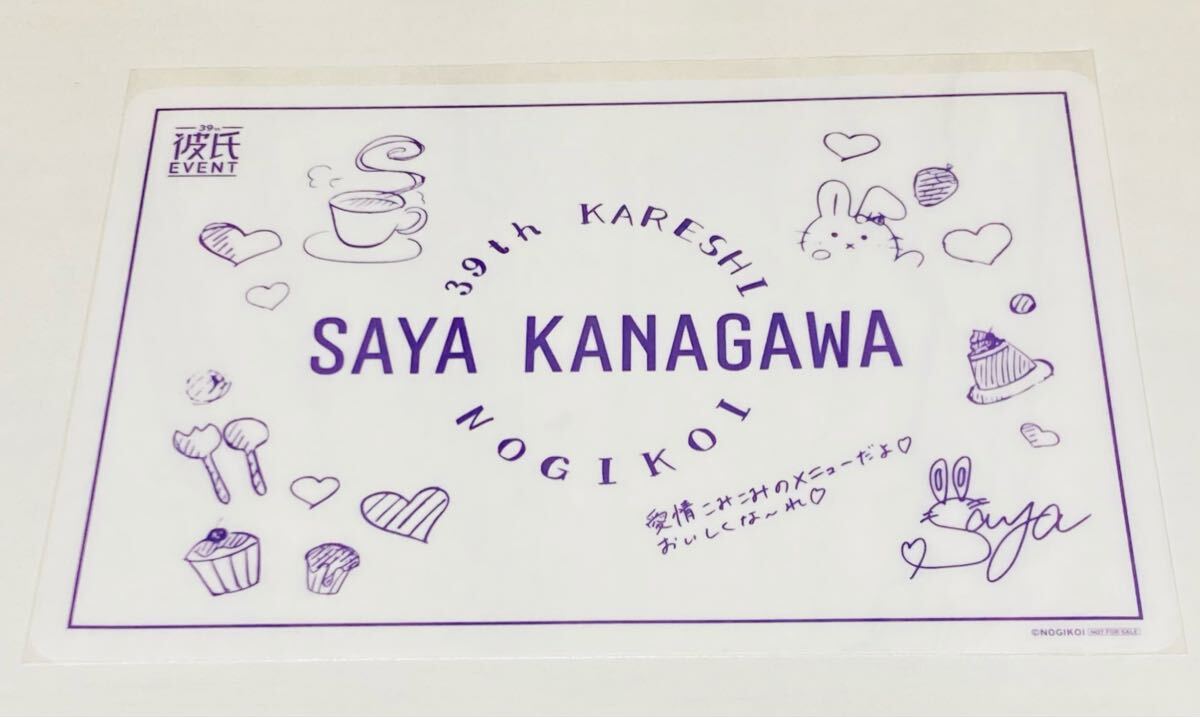 39th
彼氏
EVENT
39th KARESHI
SAYA KANAGAWA
NOGIKOI
愛情こみこみのメニューだよ♡
おいしくな〜れ♡
Saya
©NOGIKOI NOT FOR SALE